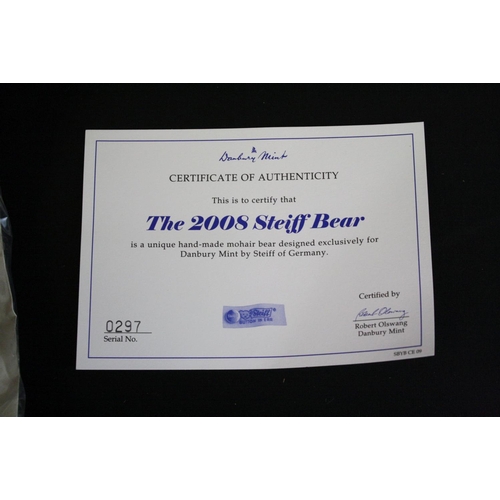 Danbury Mint
CERTIFICATE OF AUTHENTICITY
This is to certify that
The 2008 Steiff Bear
is a unique hand-made mohair bear designed exclusively for
Danbury Mint by Steiff of Germany.
Steiff
Certified by
Robert Olswang
Danbury Mint
0297
Serial No.